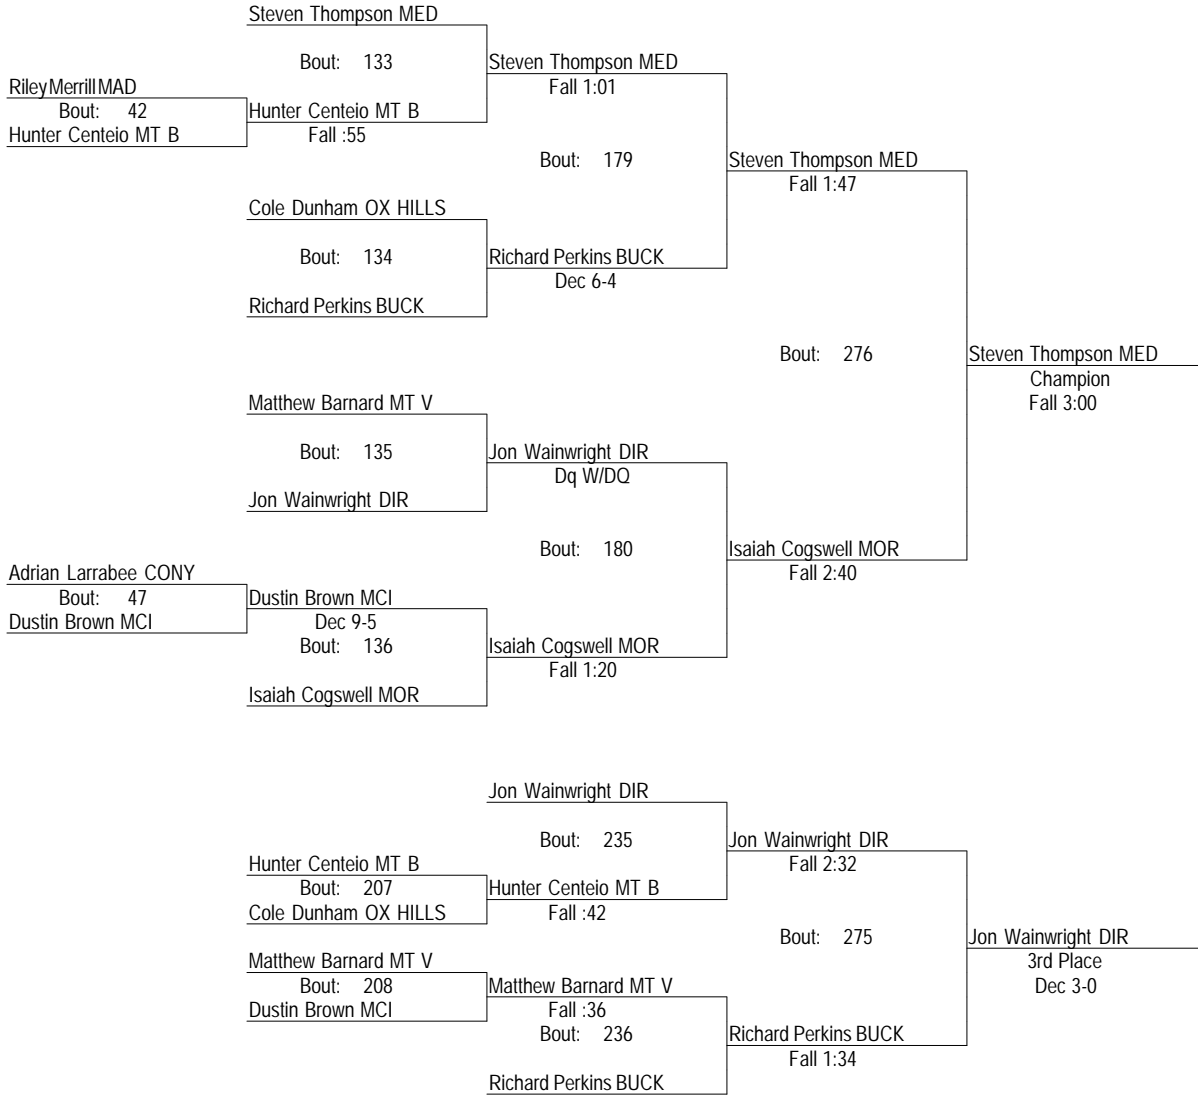 Steven Thompson MED
Bout: 133
Steven Thompson MED
Fall 1:01
Riley Merrill MAD
Bout: 42
Hunter Centeio MT B
Hunter Centeio MT B
Fall :55
Bout: 179
Steven Thompson MED
Fall 1:47
Cole Dunham OX HILLS
Bout: 134
Richard Perkins BUCK
Dec 6-4
Richard Perkins BUCK
Bout: 276
Steven Thompson MED
Champion
Fall 3:00
Matthew Barnard MT V
Bout: 135
Jon Wainwright DIR
Dq W/DQ
Jon Wainwright DIR
Bout: 180
Isaiah Cogswell MOR
Fall 2:40
Adrian Larrabee CONY
Bout: 47
Dustin Brown MCI
Dustin Brown MCI
Dec 9-5
Bout: 136
Isaiah Cogswell MOR
Fall 1:20
Isaiah Cogswell MOR
Jon Wainwright DIR
Bout: 235
Jon Wainwright DIR
Fall 2:32
Hunter Centeio MT B
Bout: 207
Cole Dunham OX HILLS
Hunter Centeio MT B
Fall :42
Bout: 275
Jon Wainwright DIR
3rd Place
Dec 3-0
Matthew Barnard MT V
Bout: 208
Dustin Brown MCI
Matthew Barnard MT V
Fall :36
Bout: 236
Richard Perkins BUCK
Fall 1:34
Richard Perkins BUCK